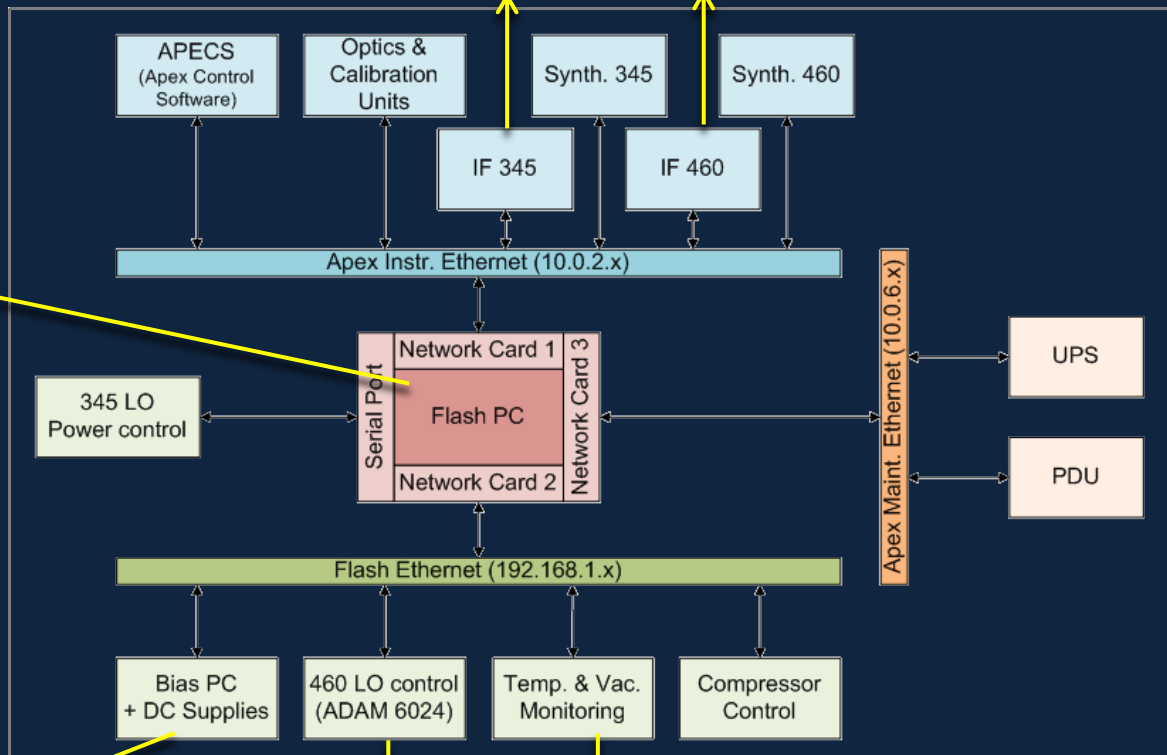 APECS
(Apex Control
Software)
Optics &
Calibration
Units
Synth. 345
Synth. 460
IF 345
IF 460
Apex Instr. Ethernet (10.0.2.x)
Apex Maint. Ethernet (10.0.6.x)
UPS
PDU
345 LO
Power control
Serial Port
Network Card 1
Flash PC
Network Card 2
Network Card 3
Flash Ethernet (192.168.1.x)
Bias PC
+ DC Supplies
460 LO control
(ADAM 6024)
Temp. & Vac.
Monitoring
Compressor
Control